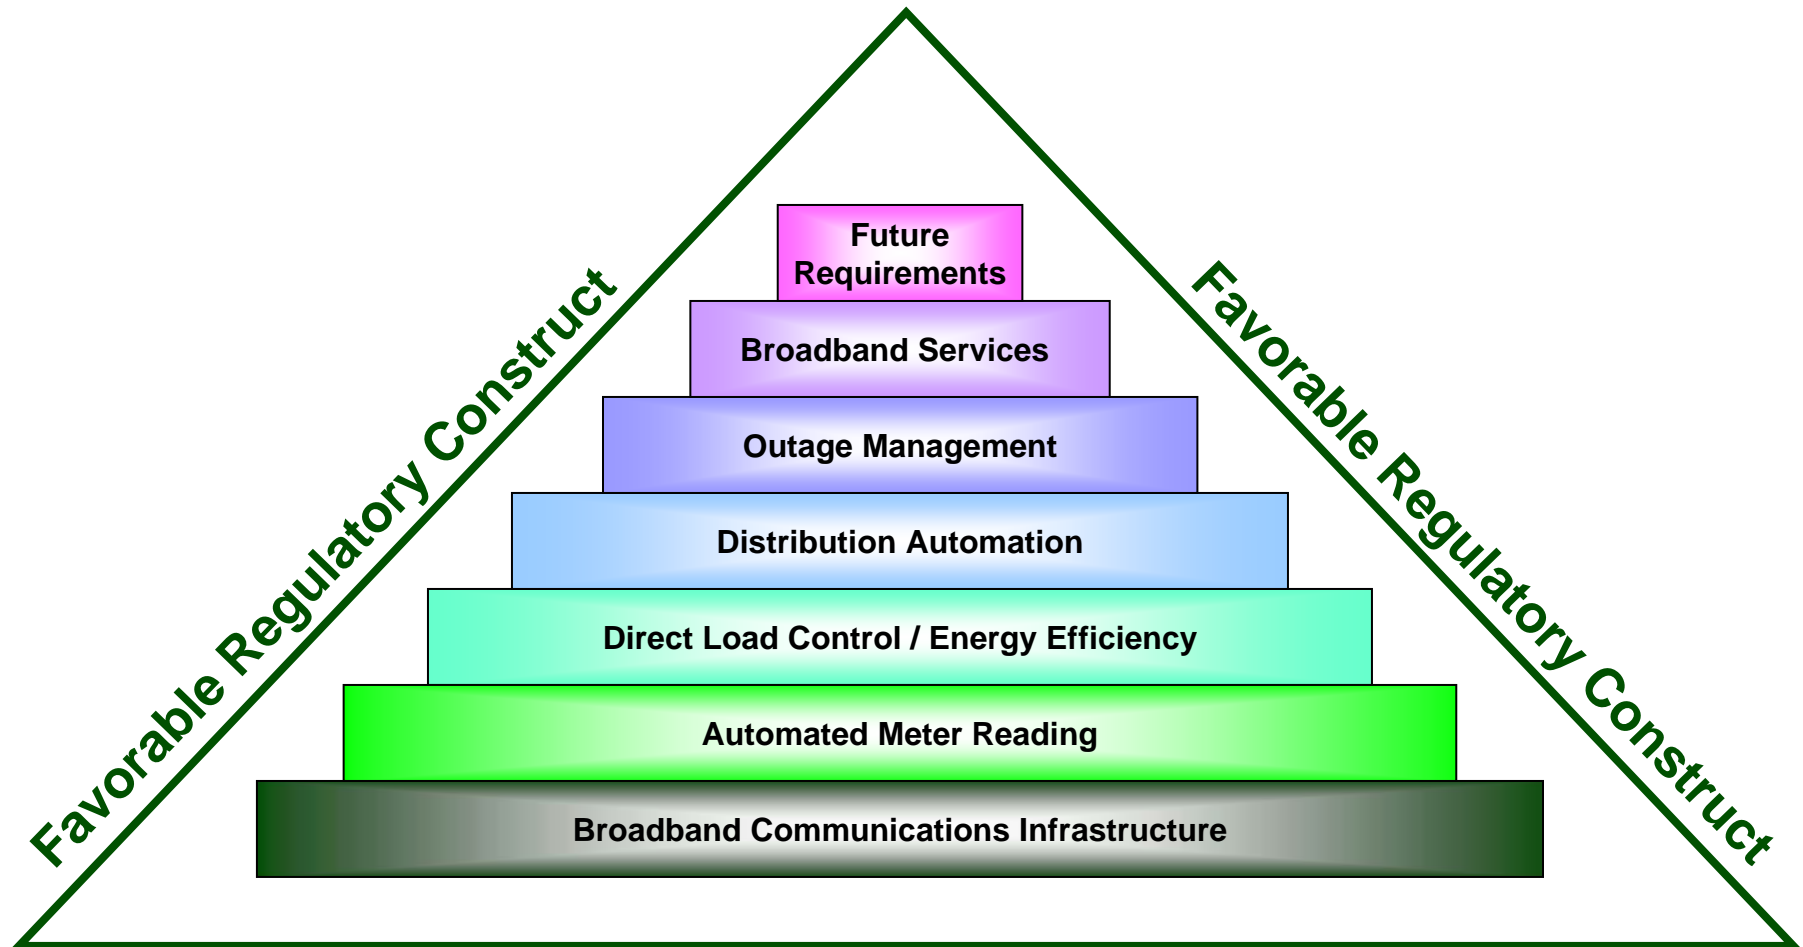 Future
Requirements
Broadband Services
Outage Management
Distribution Automation
Direct Load Control / Energy Efficiency
Automated Meter Reading
Broadband Communications Infrastructure
Favorable Regulatory Construct
Favorable Regulatory Construct